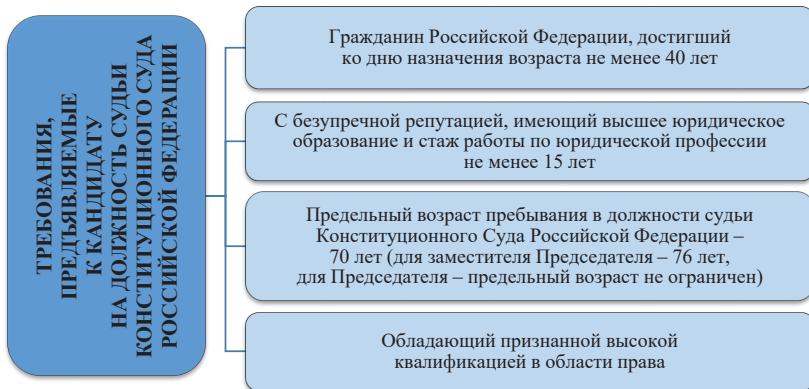 ТРЕБОВАНИЯ,
ПРЕДЪЯВЛЯЕМЫЕ
К КАНДИДАТУ
НА ДОЛЖНОСТЬ СУДЬИ
КОНСТИТУЦИОННОГО СУДА
РОССИЙСКОЙ ФЕДЕРАЦИИ
Гражданин Российской Федерации, достигший
ко дню назначения возраста не менее 40 лет
С безупречной репутацией, имеющий высшее юридическое
образование и стаж работы по юридической профессии
не менее 15 лет
Предельный возраст пребывания в должности судьи
Конституционного Суда Российской Федерации –
70 лет (для заместителя Председателя – 76 лет,
для Председателя – предельный возраст не ограничен)
Обладающий признанной высокой
квалификацией в области права